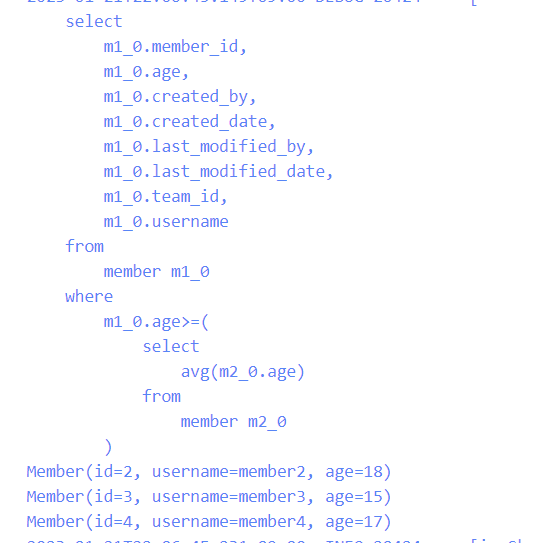 select
m1_0.member_id,
m1_0.age,
m1_0.created_by,
m1_0.created_date,
m1_0.last_modified_by,
m1_0.last_modified_date,
m1_0.team_id,
m1_0.username
from
member m1_0
where
m1_0.age>=(
select
avg(m2_0.age)
from
member m2_0
)
Member(id=2, username=member2, age=18)
Member(id=3, username=member3, age=15)
Member(id=4, username=member4, age=17)